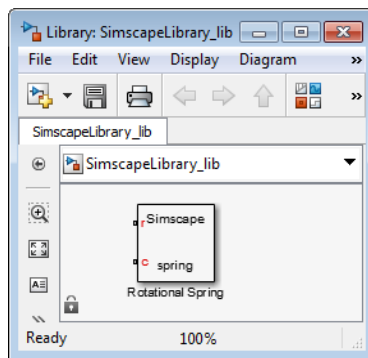 Library: SimscapeLibrary_lib
File Edit View Display Diagram »
»
SimscapeLibrary_lib
SimscapeLibrary_lib
Simscape
r
c spring
Rotational Spring
A
»
Ready 100%